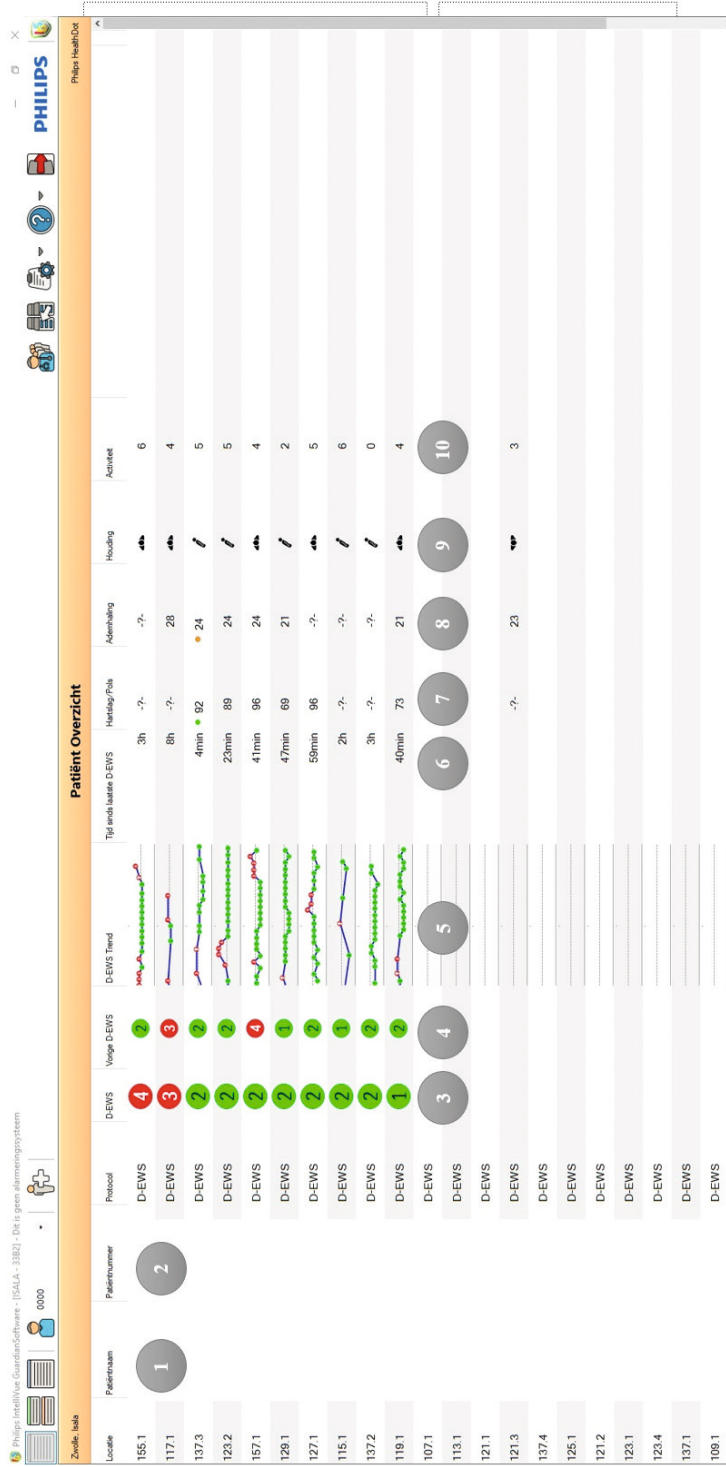 Philips IntelliVue GuardianSoftware - [ISALA - 33B2] - Dit is geen alarmeringssysteem
0000
PHILIPS
Zwolle, Isala Patiënt Overzicht Philips HealthDot
Locatie Patiëntnaam Patiëntnummer Protocol D-EWS Vorige D-EWS D-EWS Trend Tijd sinds laatste D-EWS Hartslag/Pols Ademhaling Houding Activiteit
155.1 D-EWS 4 2 3h -?- -?- 6
117.1 D-EWS 3 3 8h -?- 28 4
137.3 D-EWS 2 2 4min 92 24 5
123.2 D-EWS 2 2 23min 89 24 5
157.1 D-EWS 2 4 41min 96 24 4
129.1 D-EWS 2 1 47min 69 21 2
127.1 D-EWS 2 2 59min 96 -?- 5
115.1 D-EWS 2 1 2h -?- -?- 6
137.2 D-EWS 2 2 3h -?- -?- 0
119.1 D-EWS 1 2 40min 73 21 4
1 2 3 4 5 6 7 8 9 10
107.1 D-EWS
113.1 D-EWS
121.1 D-EWS
121.3 D-EWS -?- 23 3
137.4 D-EWS
125.1 D-EWS
121.2 D-EWS
123.1 D-EWS
123.4 D-EWS
137.1 D-EWS
109.1 D-EWS